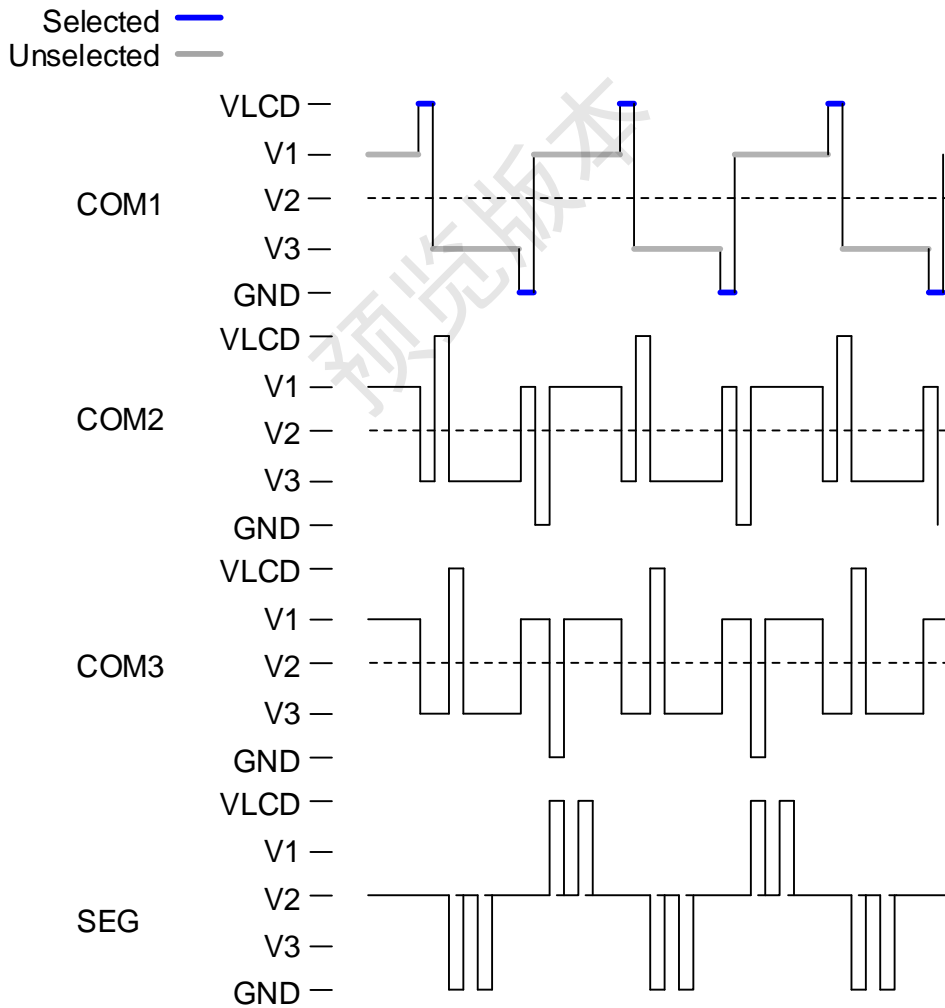 Selected
Unselected
VLCD
V1
COM1
V2
V3
GND
VLCD
V1
COM2
V2
V3
GND
VLCD
V1
COM3
V2
V3
GND
VLCD
V1
V2
SEG
V3
GND
预览版本